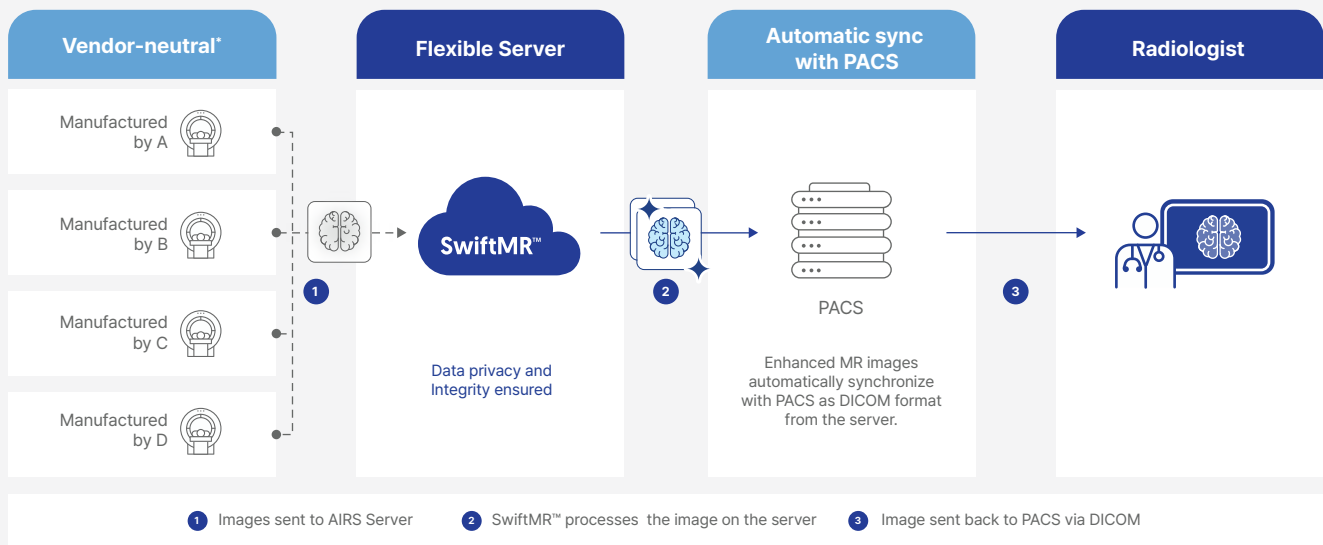 Vendor-neutral*
Flexible Server
Automatic sync
with PACS
Radiologist
Manufactured
by A
Manufactured
by B
Manufactured
by C
Manufactured
by D
1
SwiftMR™
Data privacy and
Integrity ensured
2
PACS
Enhanced MR images
automatically synchronize
with PACS as DICOM format
from the server.
3
1 Images sent to AIRS Server
2 SwiftMR™ processes the image on the server
3 Image sent back to PACS via DICOM